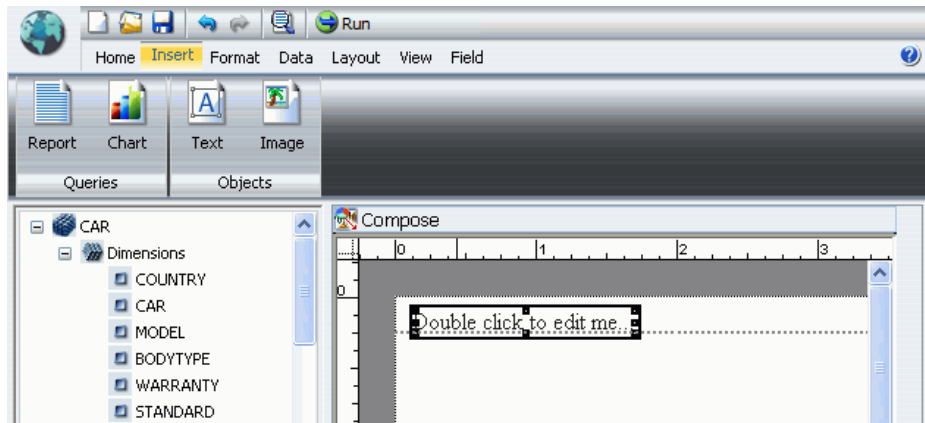 Run
Home Insert Format Data Layout View Field
Report Chart Text Image
Queries Objects
CAR
Dimensions
COUNTRY
CAR
MODEL
BODYTYPE
WARRANTY
STANDARD
Compose
0 1 2 3
0
Double click to edit me...